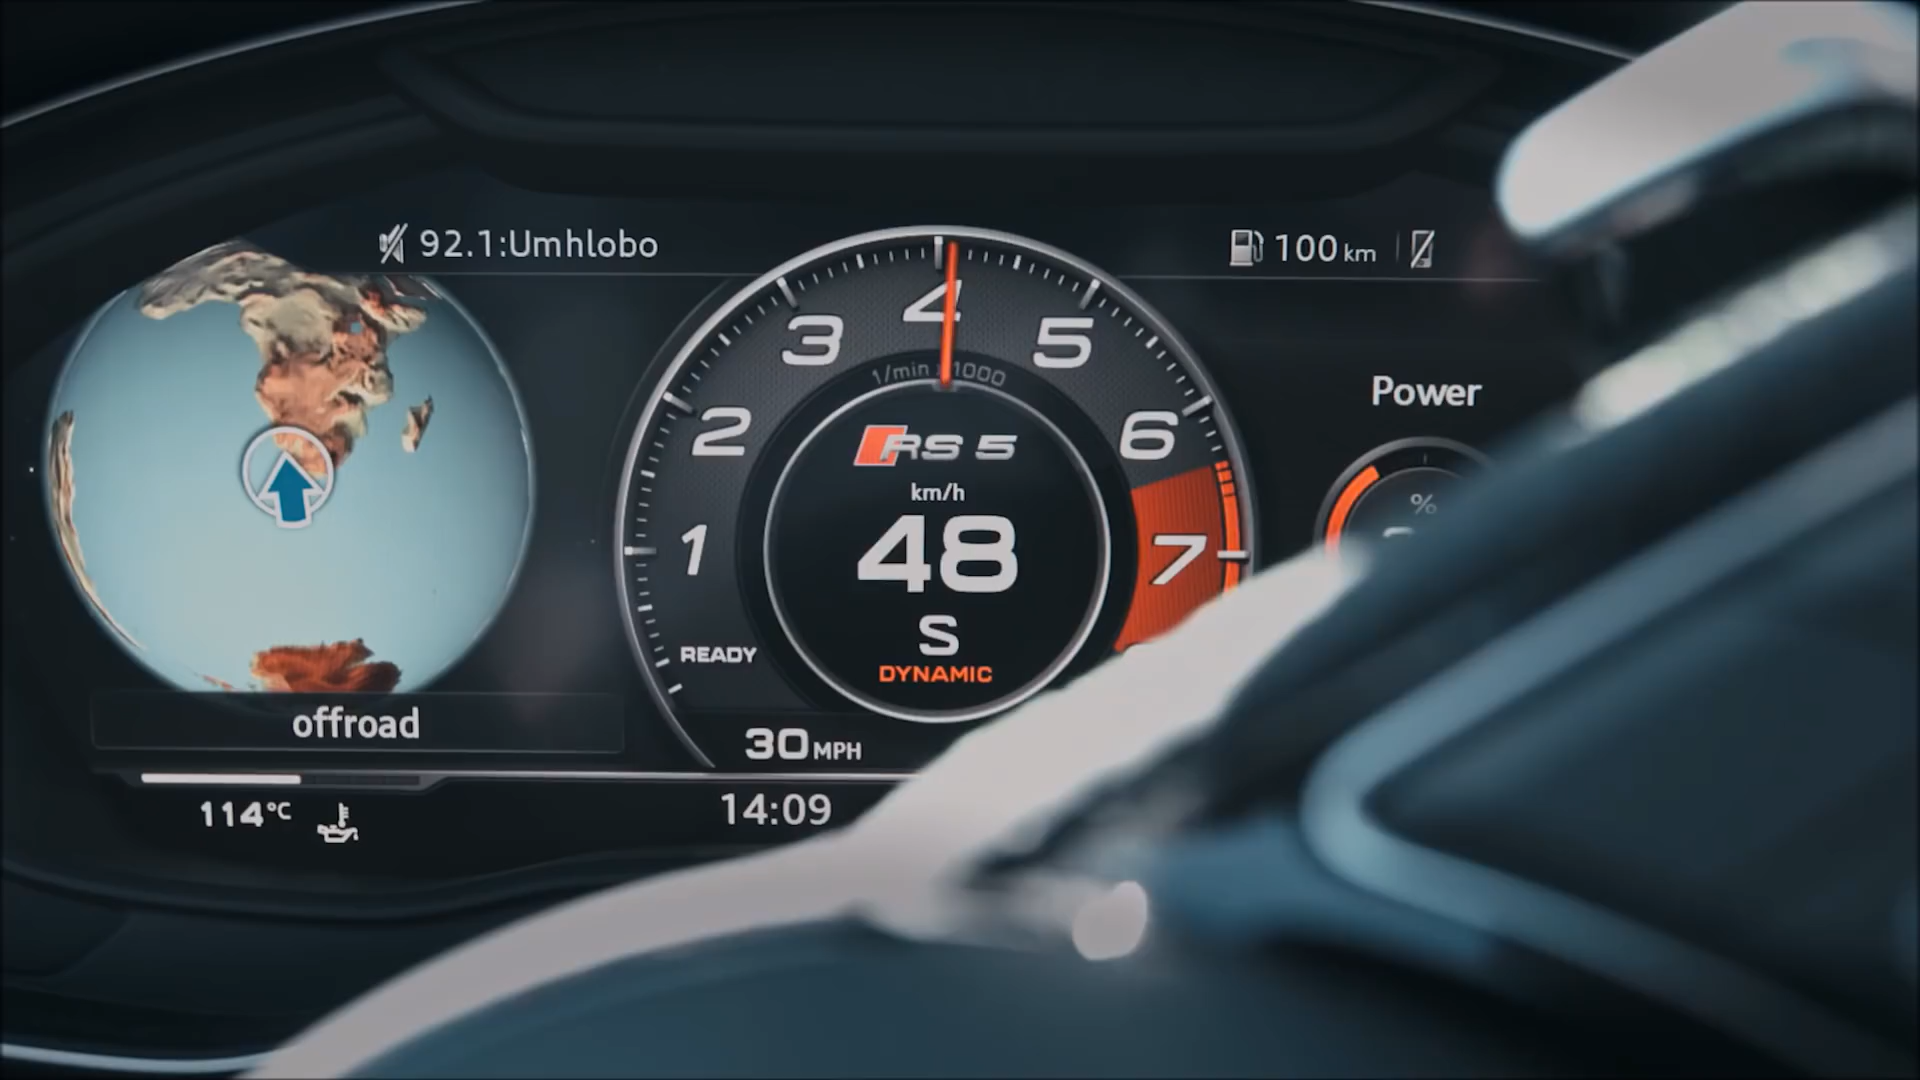 92.1:Umhlobo
100 km
1
2
3
4
5
6
7
1/min x1000
RS 5
km/h
48
S
DYNAMIC
READY
30 MPH
Power
%
offroad
114°C
14:09